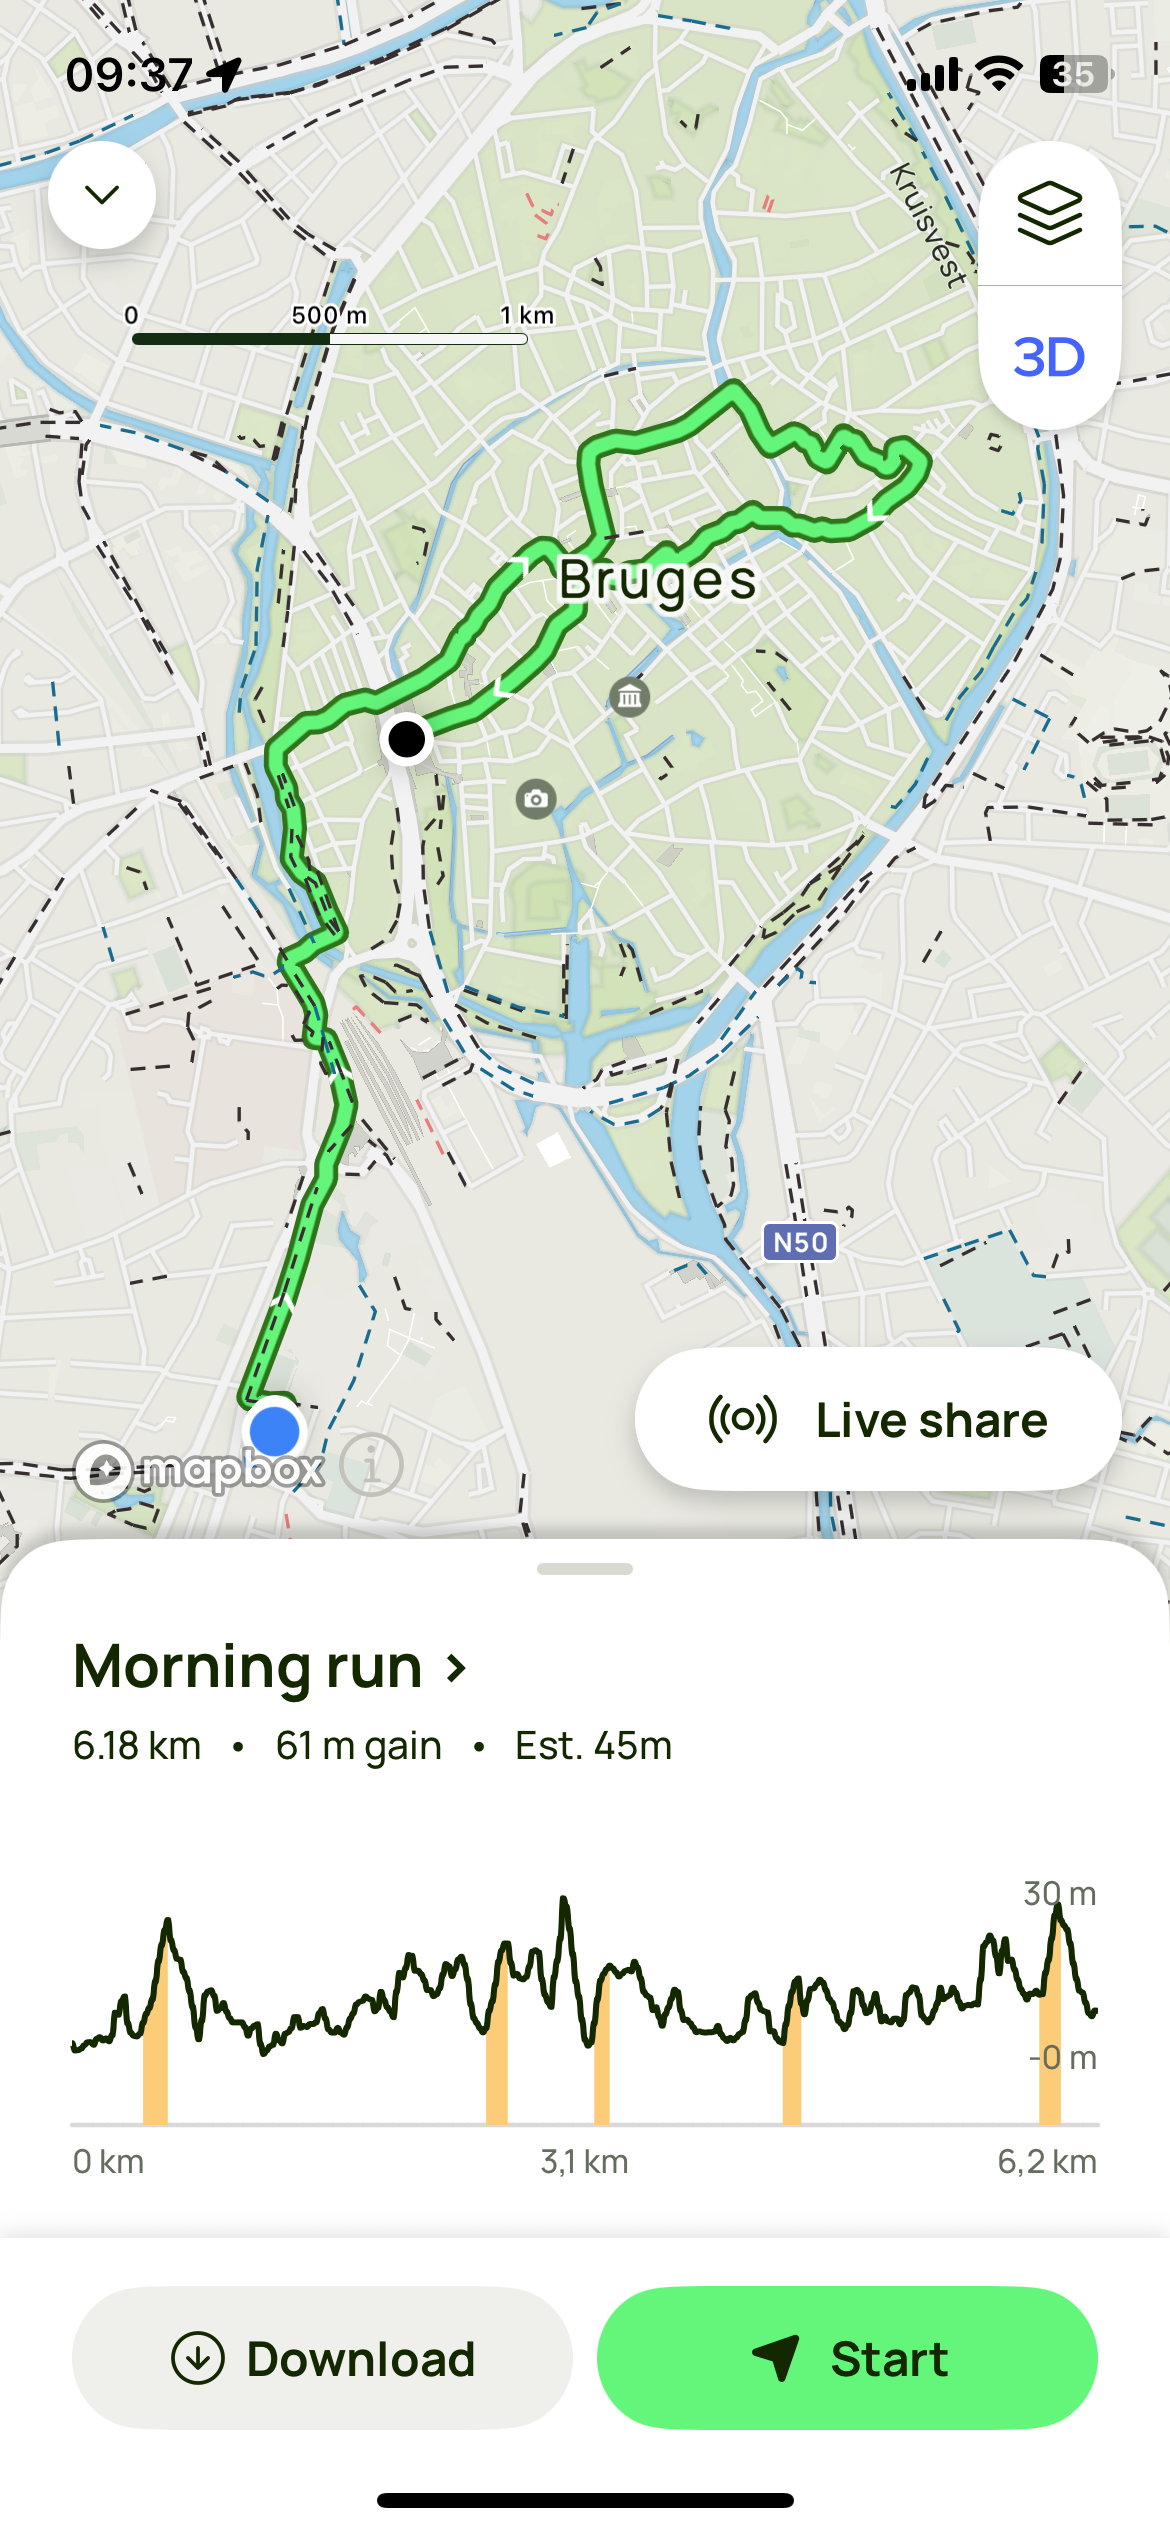 09:37
35
Kruisvest
0 500 m 1 km
3D
Bruges
N50
Live share
mapbox
i
Morning run >
6.18 km • 61 m gain • Est. 45m
30 m
-0 m
0 km 3,1 km 6,2 km
Download
Start